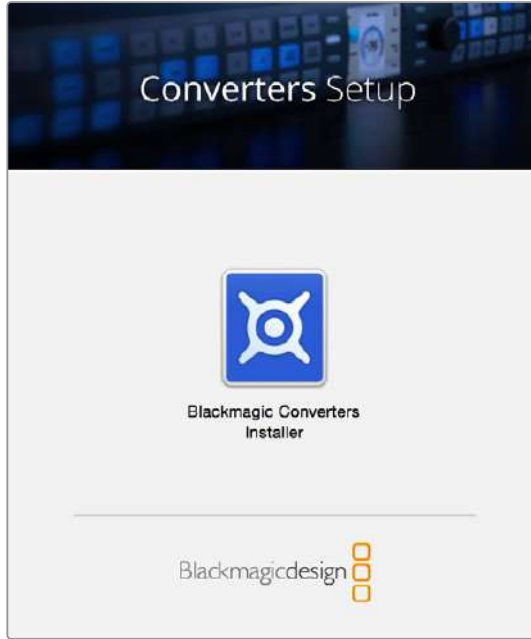 Converters Setup
Blackmagic Converters
Installer
Blackmagicdesign